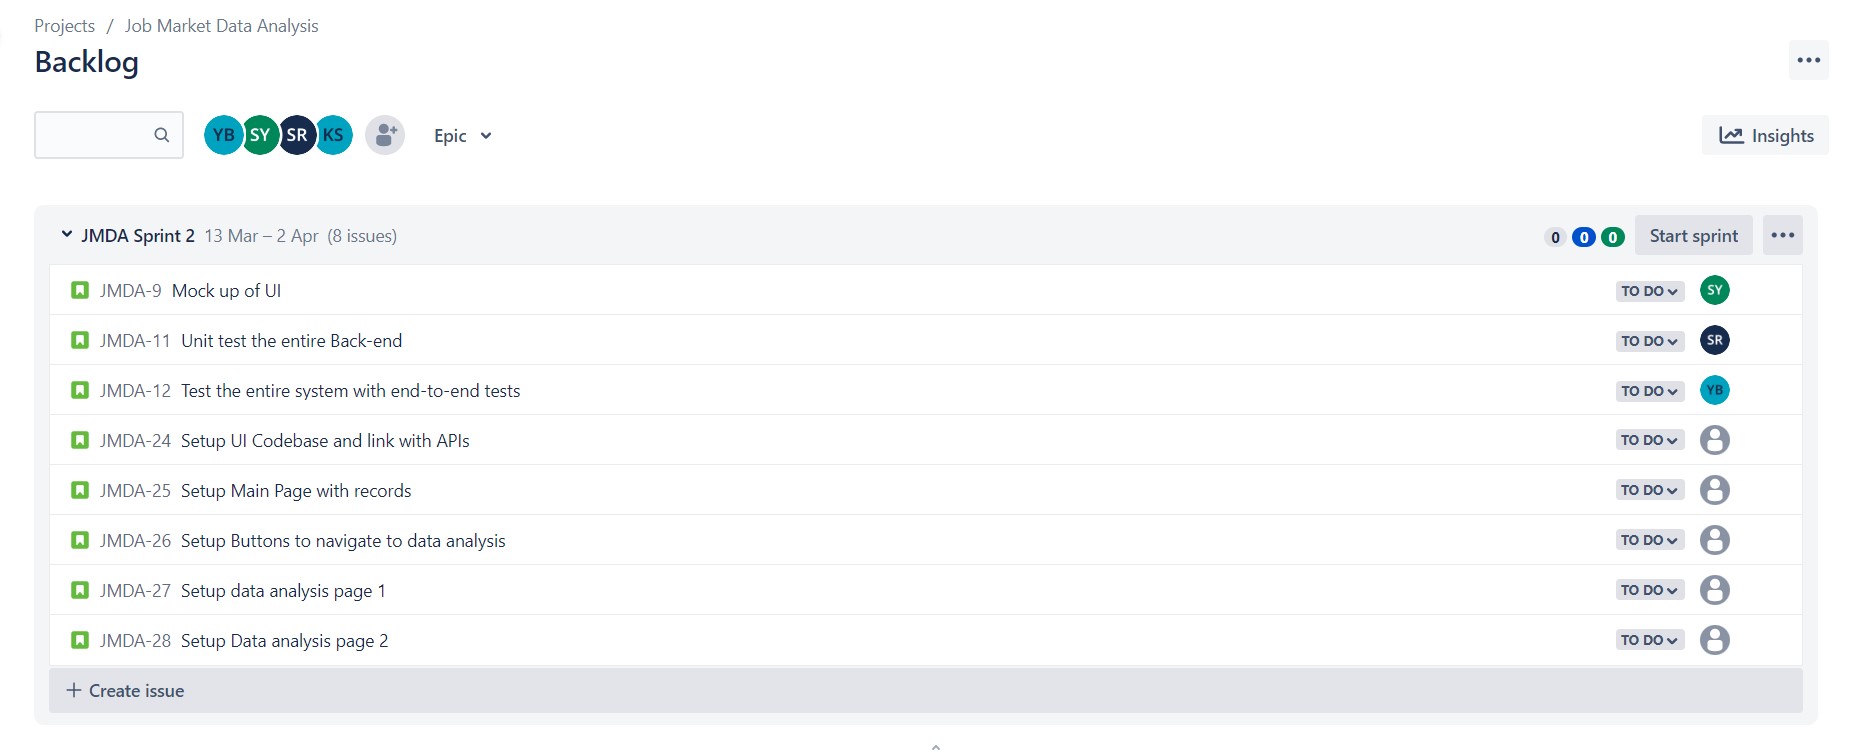 Projects / Job Market Data Analysis
Backlog
YB SY SR KS Epic Insights
JMDA Sprint 2 13 Mar – 2 Apr (8 issues) 0 0 0 Start sprint
JMDA-9 Mock up of UI TO DO SY
JMDA-11 Unit test the entire Back-end TO DO SR
JMDA-12 Test the entire system with end-to-end tests TO DO YB
JMDA-24 Setup UI Codebase and link with APIs TO DO
JMDA-25 Setup Main Page with records TO DO
JMDA-26 Setup Buttons to navigate to data analysis TO DO
JMDA-27 Setup data analysis page 1 TO DO
JMDA-28 Setup Data analysis page 2 TO DO
+ Create issue